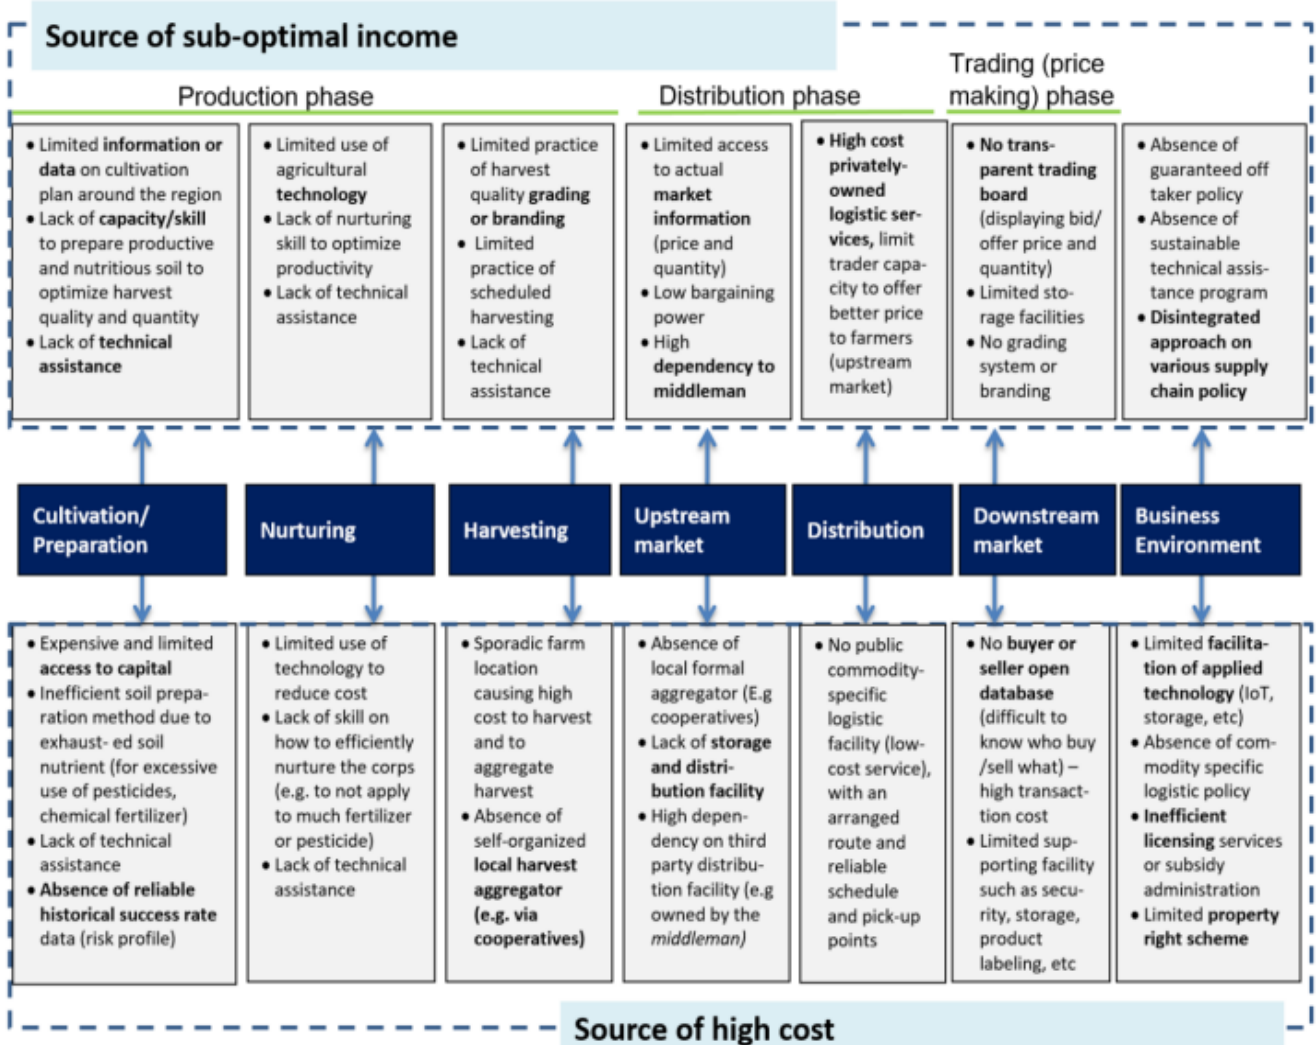 Source of sub-optimal income
Production phase
Distribution phase
Trading (price
making) phase
• Limited information or
data on cultivation
plan around the region
• Lack of capacity/skill
to prepare productive
and nutritious soil to
optimize harvest
quality and quantity
• Lack of technical
assistance
• Limited use of
agricultural
technology
• Lack of nurturing
skill to optimize
productivity
• Lack of technical
assistance
• Limited practice
of harvest
quality grading
or branding
• Limited
practice of
scheduled
harvesting
• Lack of
technical
assistance
• Limited access
to actual
market
information
(price and
quantity)
• Low bargaining
power
• High
dependency to
middleman
• High cost
privately-
owned
logistic ser-
vices, limit
trader capa-
city to offer
better price
to farmers
(upstream
market)
• No trans-
parent trading
board
(displaying bid/
offer price and
quantity)
• Limited sto-
rage facilities
• No grading
system or
branding
• Absence of
guaranteed off
taker policy
• Absence of
sustainable
technical assis-
tance program
• Disintegrated
approach on
various supply
chain policy
Cultivation/
Preparation
Nurturing
Harvesting
Upstream
market
Distribution
Downstream
market
Business
Environment
• Expensive and limited
access to capital
• Inefficient soil prepa-
ration method due to
exhaust- ed soil
nutrient (for excessive
use of pesticides,
chemical fertilizer)
• Lack of technical
assistance
• Absence of reliable
historical success rate
data (risk profile)
• Limited use of
technology to
reduce cost
• Lack of skill on
how to efficiently
nurture the corps
(e.g. to not apply
to much fertilizer
or pesticide)
• Lack of technical
assistance
• Sporadic farm
location
causing high
cost to harvest
and to
aggregate
harvest
• Absence of
self-organized
local harvest
aggregator
(e.g. via
cooperatives)
• Absence of
local formal
aggregator (E.g
cooperatives)
• Lack of storage
and distri-
bution facility
• High depen-
dency on third
party distribu-
tion facility (e.g
owned by the
middleman)
• No public
commodity-
specific
logistic
facility (low-
cost service),
with an
arranged
route and
reliable
schedule
and pick-up
points
• No buyer or
seller open
database
(difficult to
know who buy
/sell what) –
high transac-
tion cost
• Limited sup-
porting facility
such as secu-
rity, storage,
product
labeling, etc
• Limited facilita-
tion of applied
technology (IoT,
storage, etc)
• Absence of com-
modity specific
logistic policy
• Inefficient
licensing services
or subsidy
administration
• Limited property
right scheme
Source of high cost